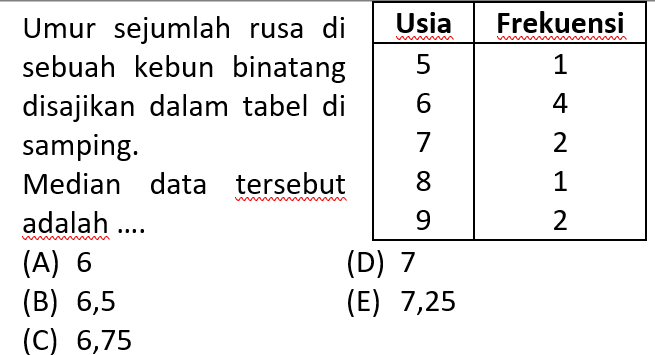 Umur sejumlah rusa di
sebuah kebun binatang
disajikan dalam tabel di
samping.
Median data tersebut
adalah ....
Usia Frekuensi
5 1
6 4
7 2
8 1
9 2
(A) 6 (D) 7
(B) 6,5 (E) 7,25
(C) 6,75